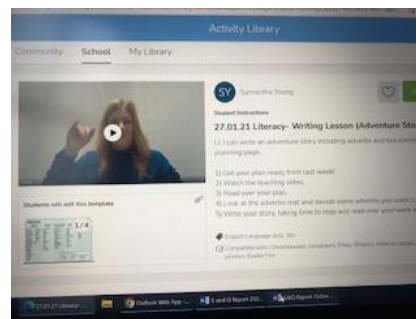 Activity Library
Community School My Library
SY Samantha Young
Student Instructions
27.01.21 Literacy- Writing Lesson (Adventure Sto
LI: I can write an adventure story including adverbs and key
planning page.
1) Get your plan ready from last week!
2) Watch the teaching video.
3) Read over your plan.
4) Look at the adverbs mat and decide some adverbs you want t
5) Write your story, taking time to stop and read over your work
Students will edit this template
1/4
English Language Arts, 5th
Compatible with: Chromebooks, computers, iPads, iPhones, Android
phones, Kindle Fire
27.01.21 Literacy-
Outlook Web App -
S and Q Report 202
Report